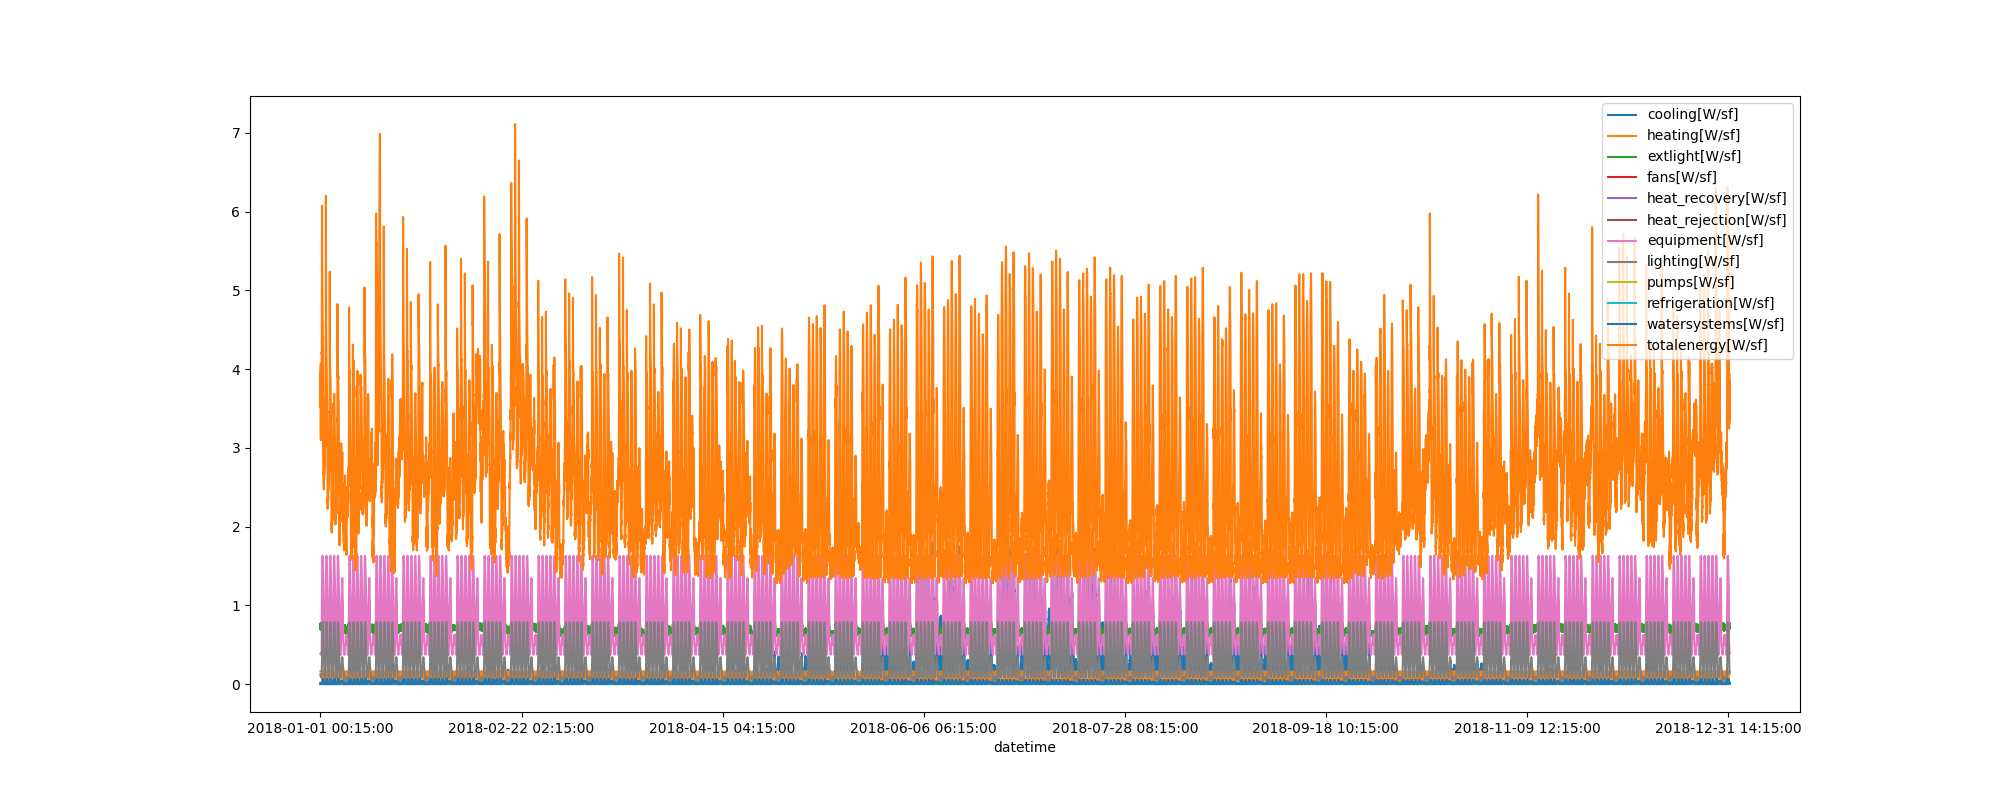 7
6
5
4
3
2
1
0
cooling[W/sf]
heating[W/sf]
extlight[W/sf]
fans[W/sf]
heat_recovery[W/sf]
heat_rejection[W/sf]
equipment[W/sf]
lighting[W/sf]
pumps[W/sf]
refrigeration[W/sf]
watersystems[W/sf]
totalenergy[W/sf]
2018-01-01 00:15:00
2018-02-22 02:15:00
2018-04-15 04:15:00
2018-06-06 06:15:00
2018-07-28 08:15:00
2018-09-18 10:15:00
2018-11-09 12:15:00
2018-12-31 14:15:00
datetime